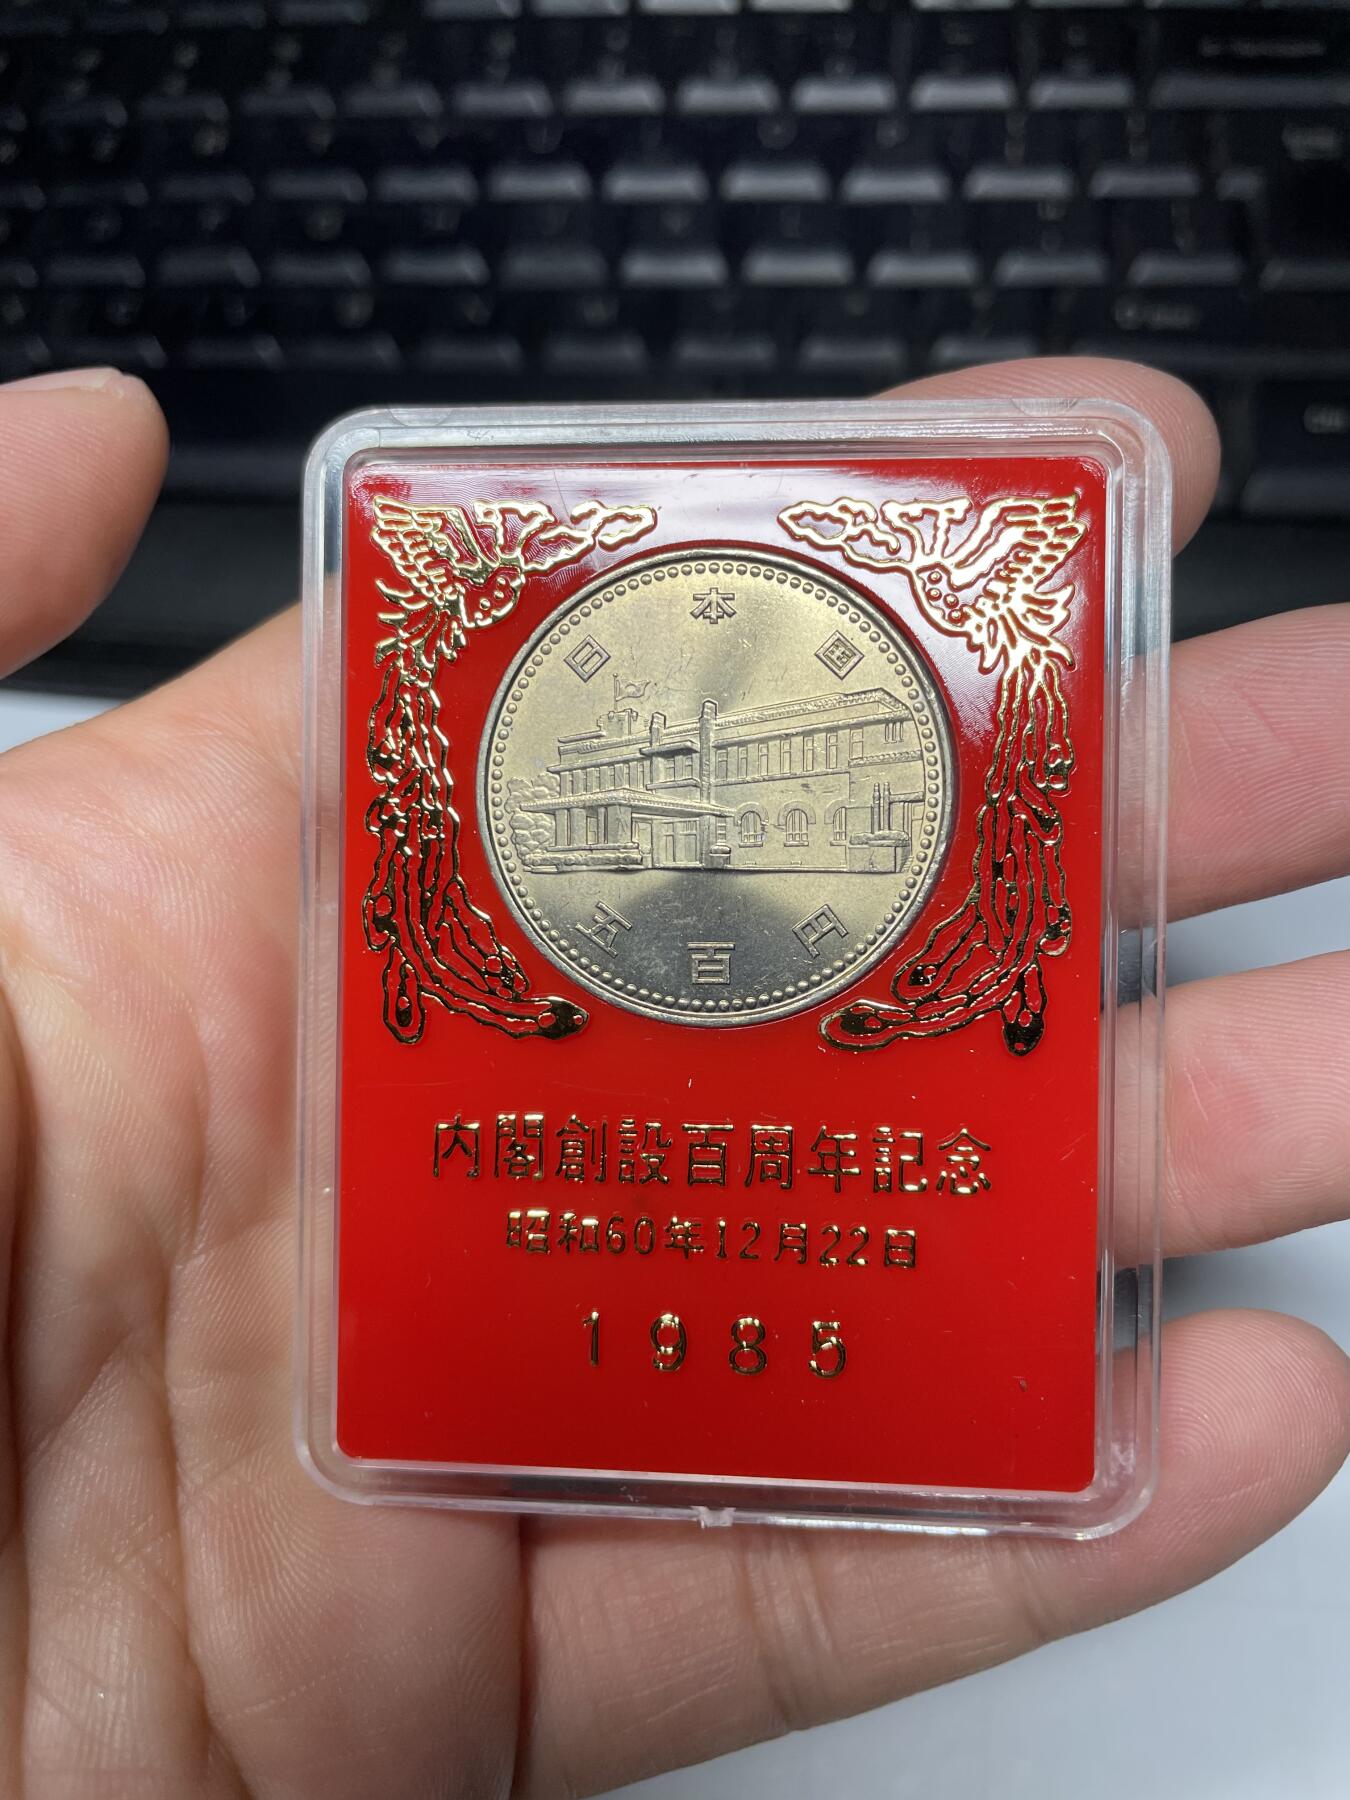 日本国
五百円
内閣創設百周年記念
昭和60年12月22日
1985